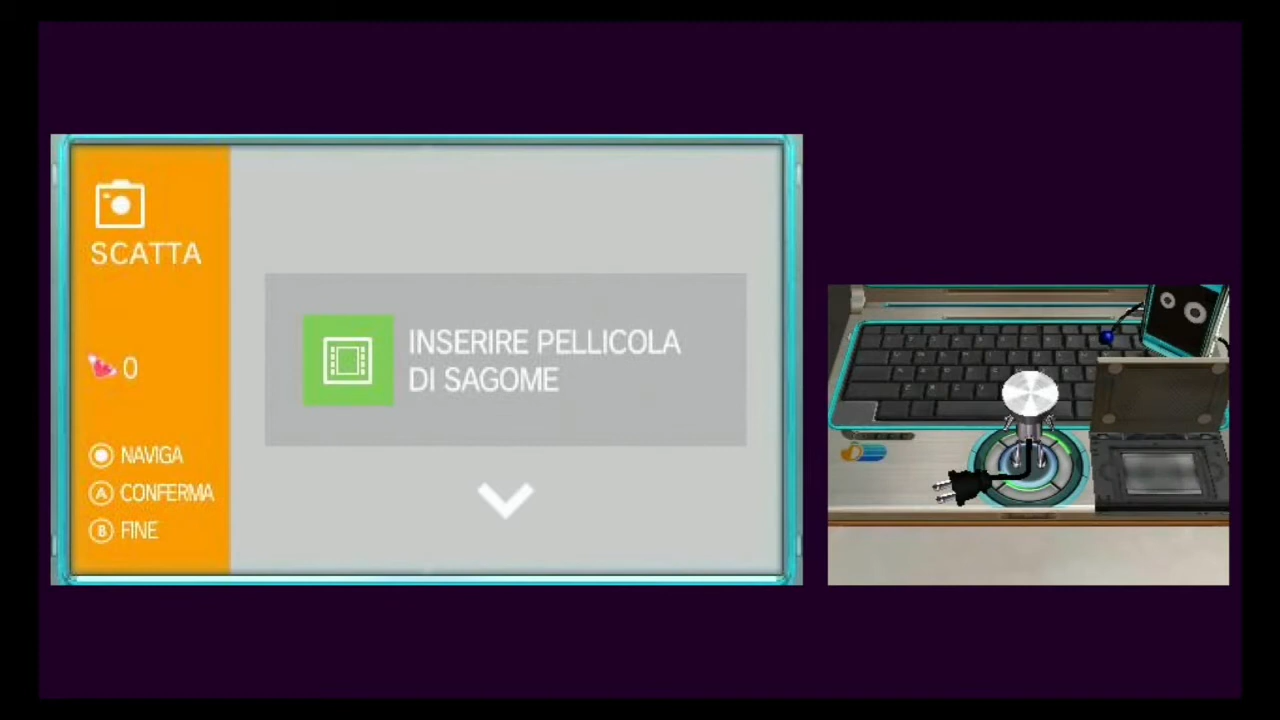 SCATTA
0
NAVIGA
A CONFERMA
B FINE
INSERIRE PELLICOLA
DI SAGOME